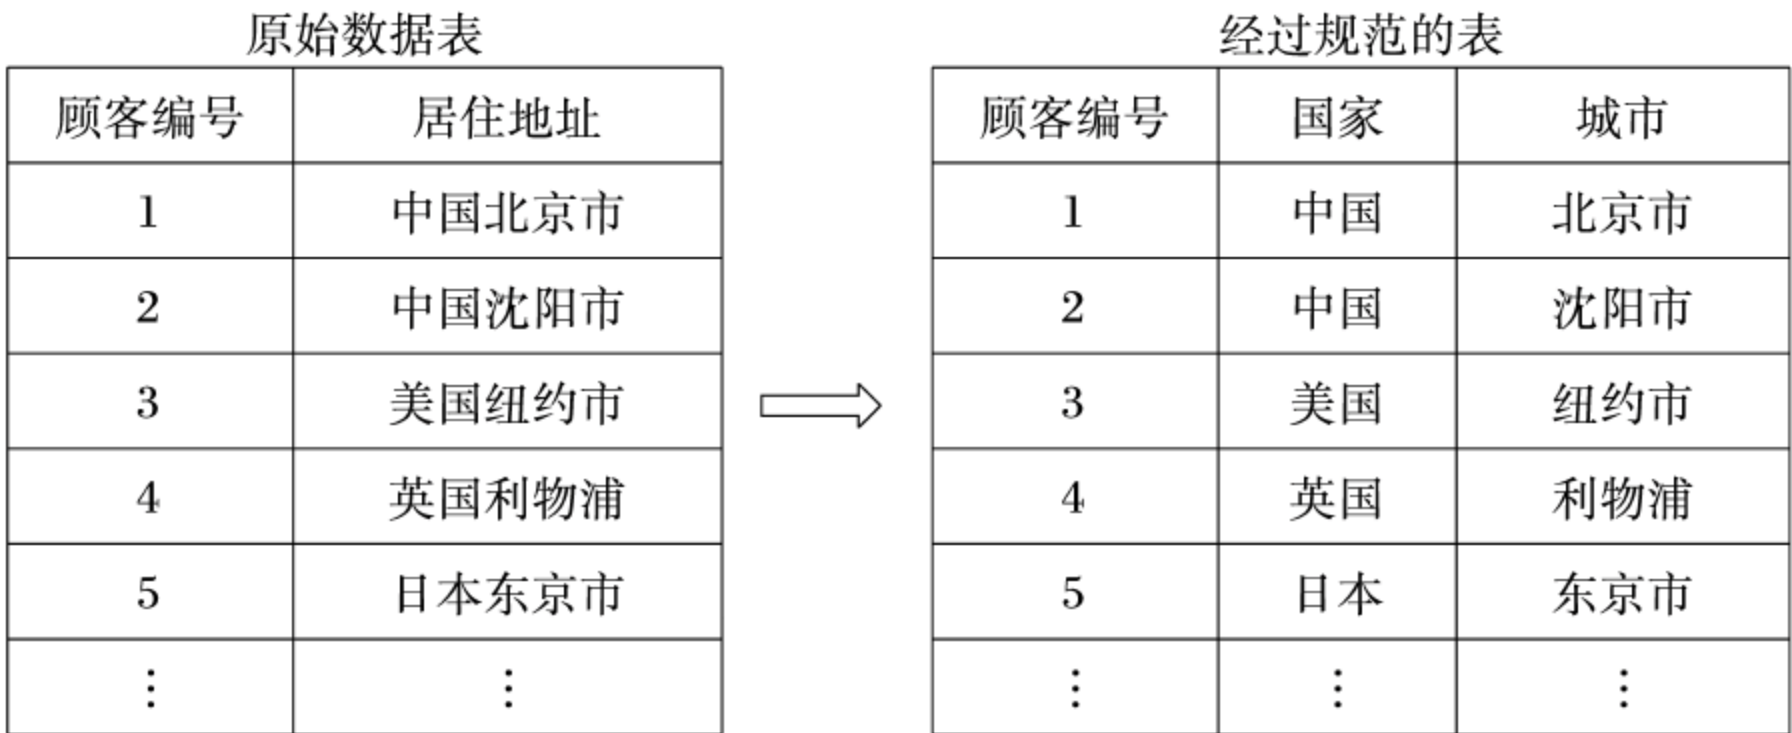 原始数据表 经过规范的表
顾客编号 居住地址 顾客编号 国家 城市
1 中国北京市 1 中国 北京市
2 中国沈阳市 2 中国 沈阳市
3 美国纽约市 3 美国 纽约市
4 英国利物浦 4 英国 利物浦
5 日本东京市 5 日本 东京市
⋮ ⋮ ⋮ ⋮ ⋮